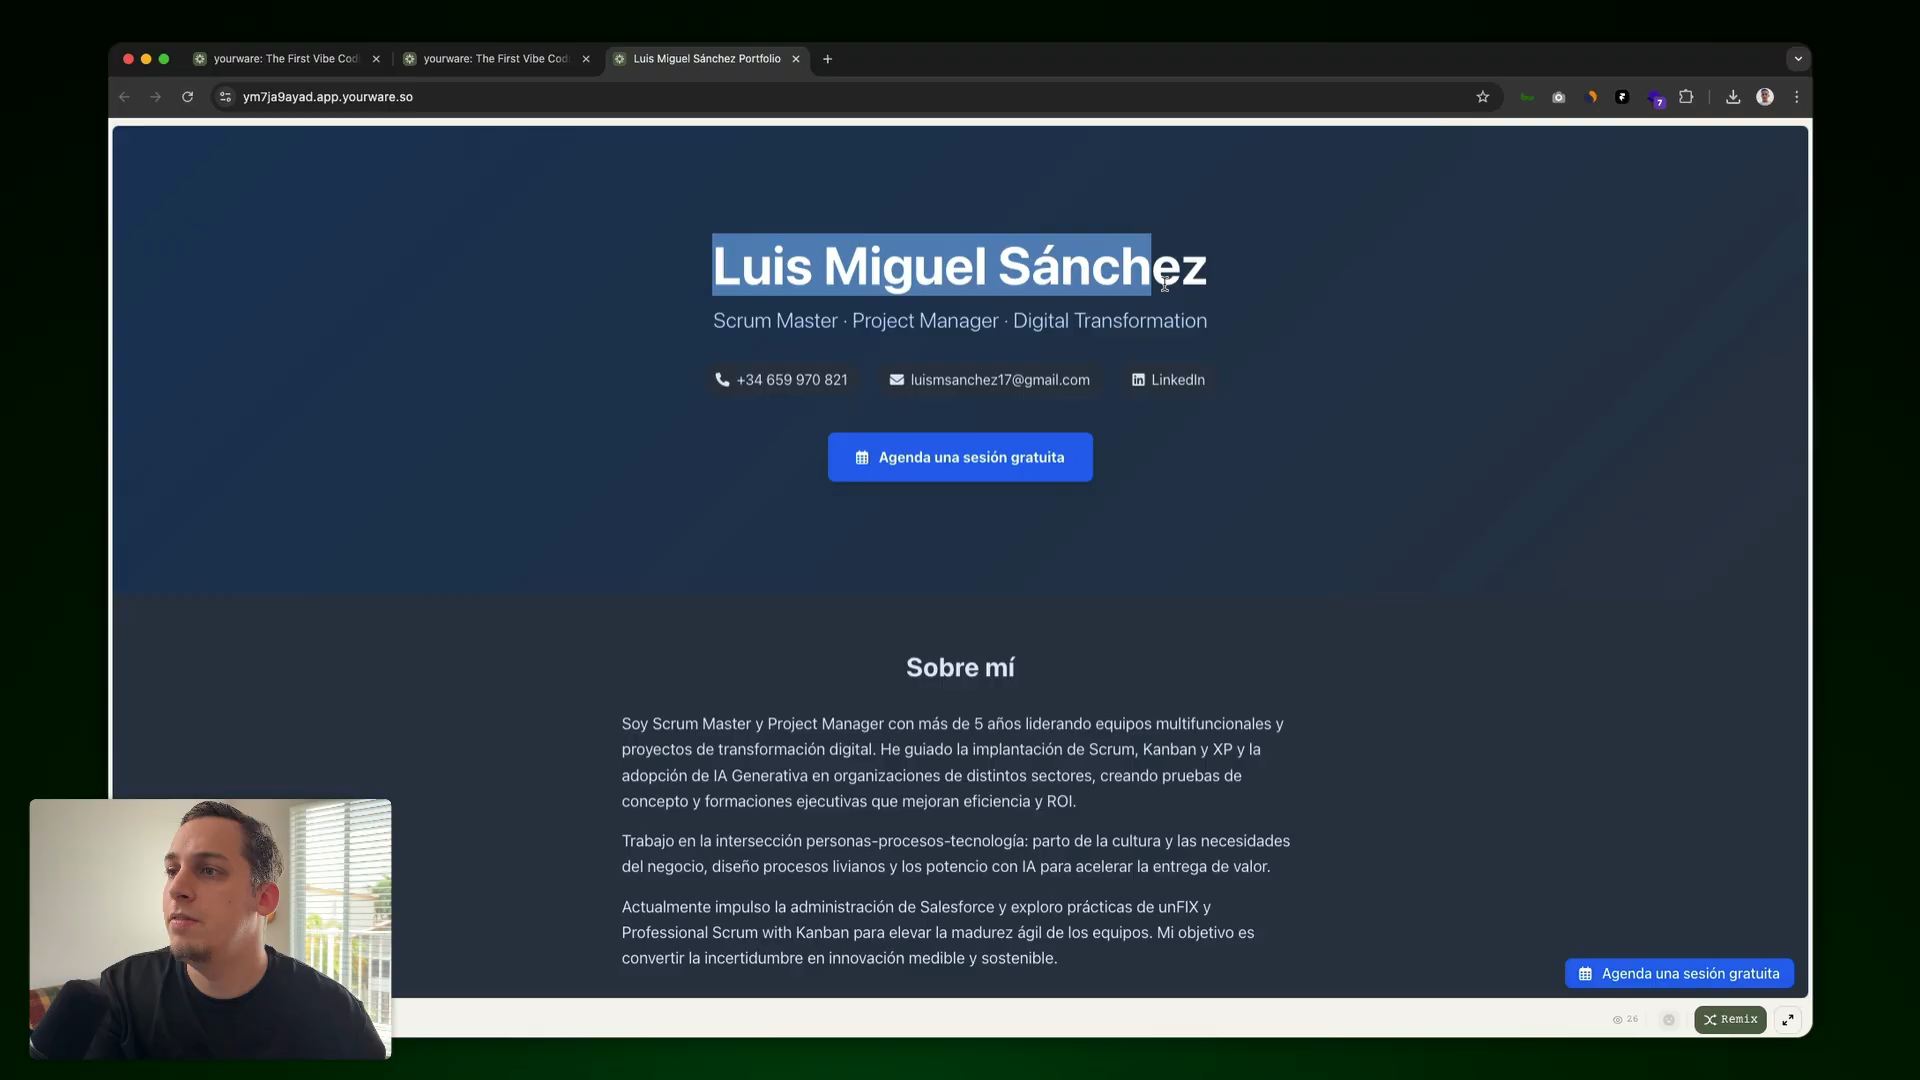 yourware: The First Vibe Cod
yourware: The First Vibe Cod
Luis Miguel Sánchez Portfolio
ym7ja9ayad.app.yourware.so
7
Luis Miguel Sánchez
Scrum Master · Project Manager · Digital Transformation
+34 659 970 821
luismsanchez17@gmail.com
LinkedIn
Agenda una sesión gratuita
Sobre mí
Soy Scrum Master y Project Manager con más de 5 años liderando equipos multifuncionales y
proyectos de transformación digital. He guiado la implantación de Scrum, Kanban y XP y la
adopción de IA Generativa en organizaciones de distintos sectores, creando pruebas de
concepto y formaciones ejecutivas que mejoran eficiencia y ROI.
Trabajo en la intersección personas-procesos-tecnología: parto de la cultura y las necesidades
del negocio, diseño procesos livianos y los potencio con IA para acelerar la entrega de valor.
Actualmente impulso la administración de Salesforce y exploro prácticas de unFIX y
Professional Scrum with Kanban para elevar la madurez ágil de los equipos. Mi objetivo es
convertir la incertidumbre en innovación medible y sostenible.
Agenda una sesión gratuita
26
Remix